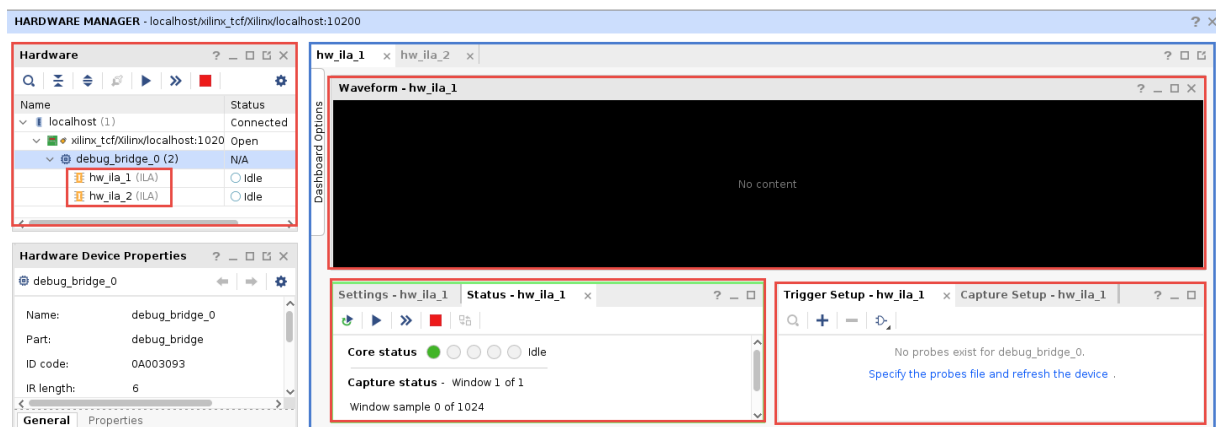 HARDWARE MANAGER - localhost/xilinx_tcf/Xilinx/localhost:10200
Hardware
Name Status
localhost (1) Connected
xilinx_tcf/Xilinx/localhost:1020 Open
debug_bridge_0 (2) N/A
hw_ila_1 (ILA) Idle
hw_ila_2 (ILA) Idle
Hardware Device Properties
debug_bridge_0
Name: debug_bridge_0
Part: debug_bridge
ID code: 0A003093
IR length: 6
General Properties
hw_ila_1 hw_ila_2
Dashboard Options
Waveform - hw_ila_1
No content
Settings - hw_ila_1 Status - hw_ila_1
Core status Idle
Capture status - Window 1 of 1
Window sample 0 of 1024
Trigger Setup - hw_ila_1 Capture Setup - hw_ila_1
No probes exist for debug_bridge_0.
Specify the probes file and refresh the device .